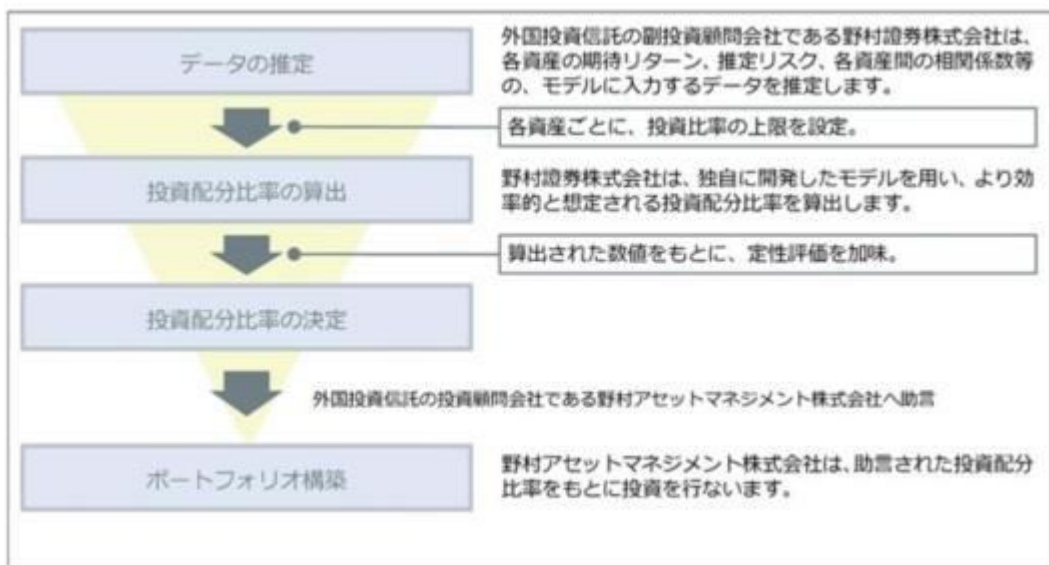 データの推定
外国投資信託の副投資顧問会社である野村證券株式会社は、
各資産の期待リターン、推定リスク、各資産間の相関係数等
の、モデルに入力するデータを推定します。
各資産ごとに、投資比率の上限を設定。
投資配分比率の算出
野村證券株式会社は、独自に開発したモデルを用い、より効
率的と想定される投資配分比率を算出します。
算出された数値をもとに、定性評価を加味。
投資配分比率の決定
外国投資信託の投資顧問会社である野村アセットマネジメント株式会社へ助言
ポートフォリオ構築
野村アセットマネジメント株式会社は、助言された投資配分
比率をもとに投資を行ないます。